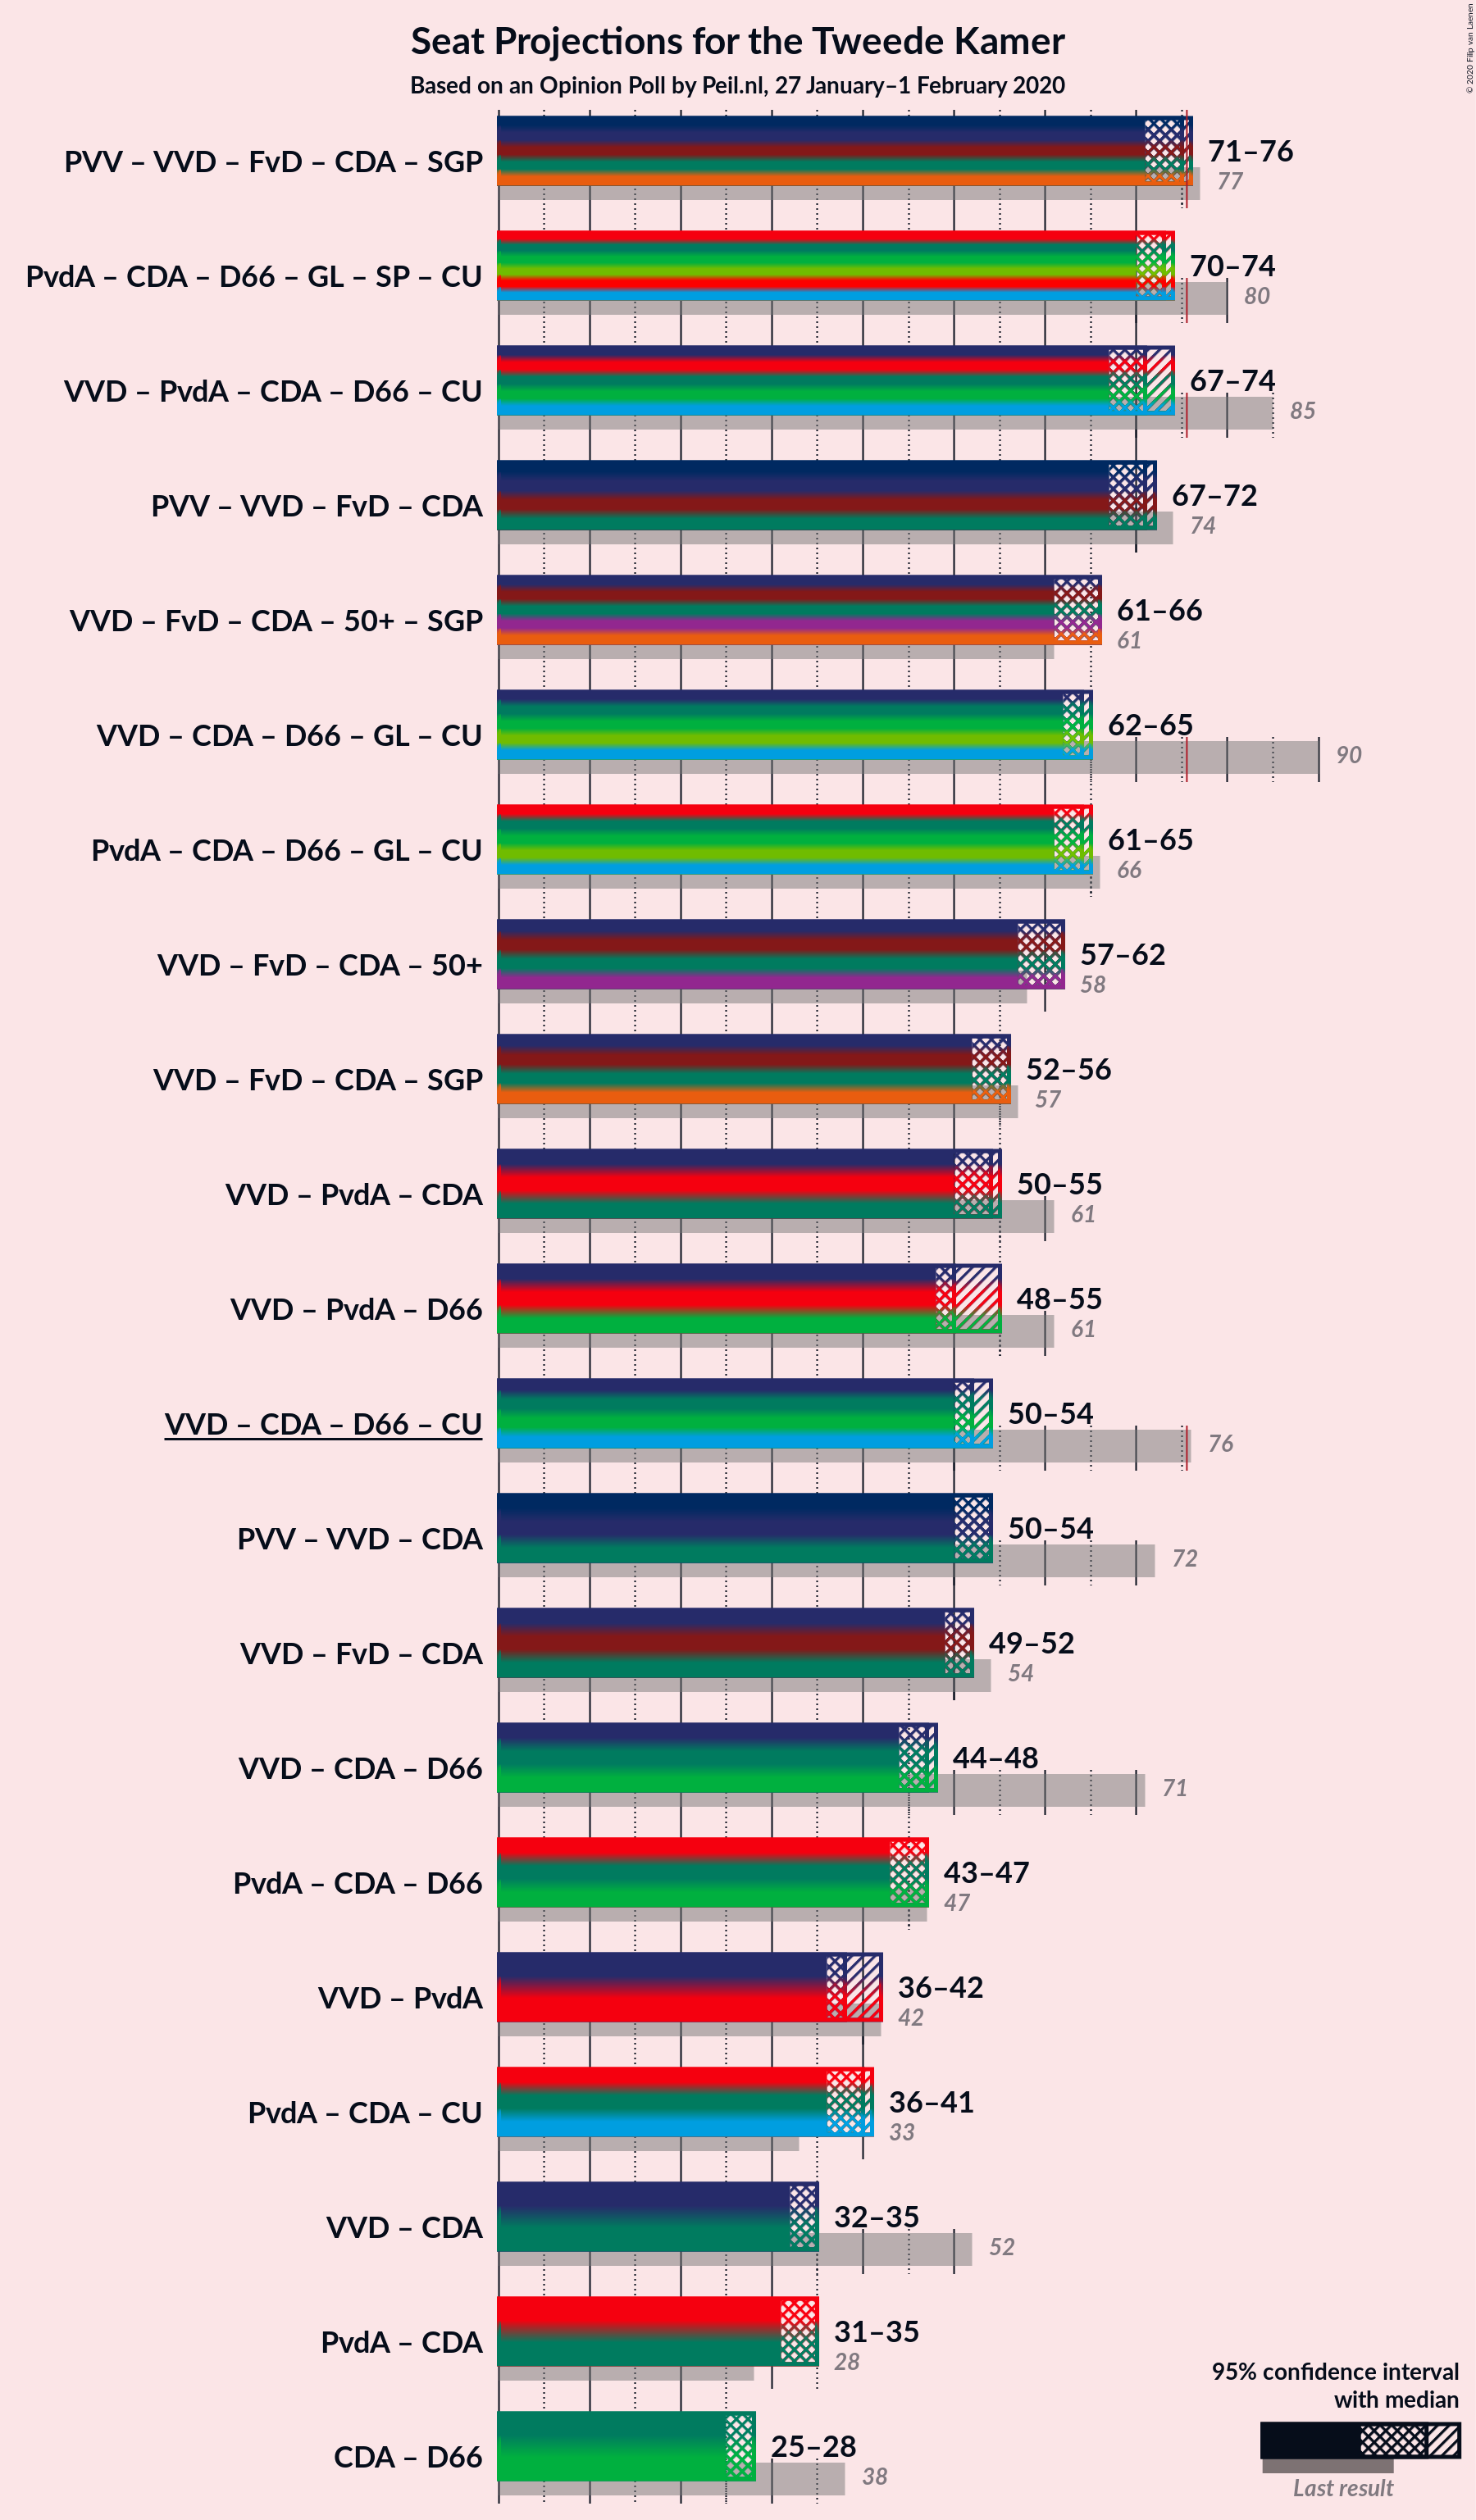 Seat Projections for the Tweede Kamer
Based on an Opinion Poll by Peil.nl, 27 January–1 February 2020
© 2020 Filip van Laenen
PVV – VVD – FvD – CDA – SGP
71–76
77
PvdA – CDA – D66 – GL – SP – CU
70–74
80
VVD – PvdA – CDA – D66 – CU
67–74
85
PVV – VVD – FvD – CDA
67–72
74
VVD – FvD – CDA – 50+ – SGP
61–66
61
VVD – CDA – D66 – GL – CU
62–65
90
PvdA – CDA – D66 – GL – CU
61–65
66
VVD – FvD – CDA – 50+
57–62
58
VVD – FvD – CDA – SGP
52–56
57
VVD – PvdA – CDA
50–55
61
VVD – PvdA – D66
48–55
61
VVD – CDA – D66 – CU
50–54
76
PVV – VVD – CDA
50–54
72
VVD – FvD – CDA
49–52
54
VVD – CDA – D66
44–48
71
PvdA – CDA – D66
43–47
47
VVD – PvdA
36–42
42
PvdA – CDA – CU
36–41
33
VVD – CDA
32–35
52
PvdA – CDA
31–35
28
CDA – D66
25–28
38
95% confidence interval
with median
Last result